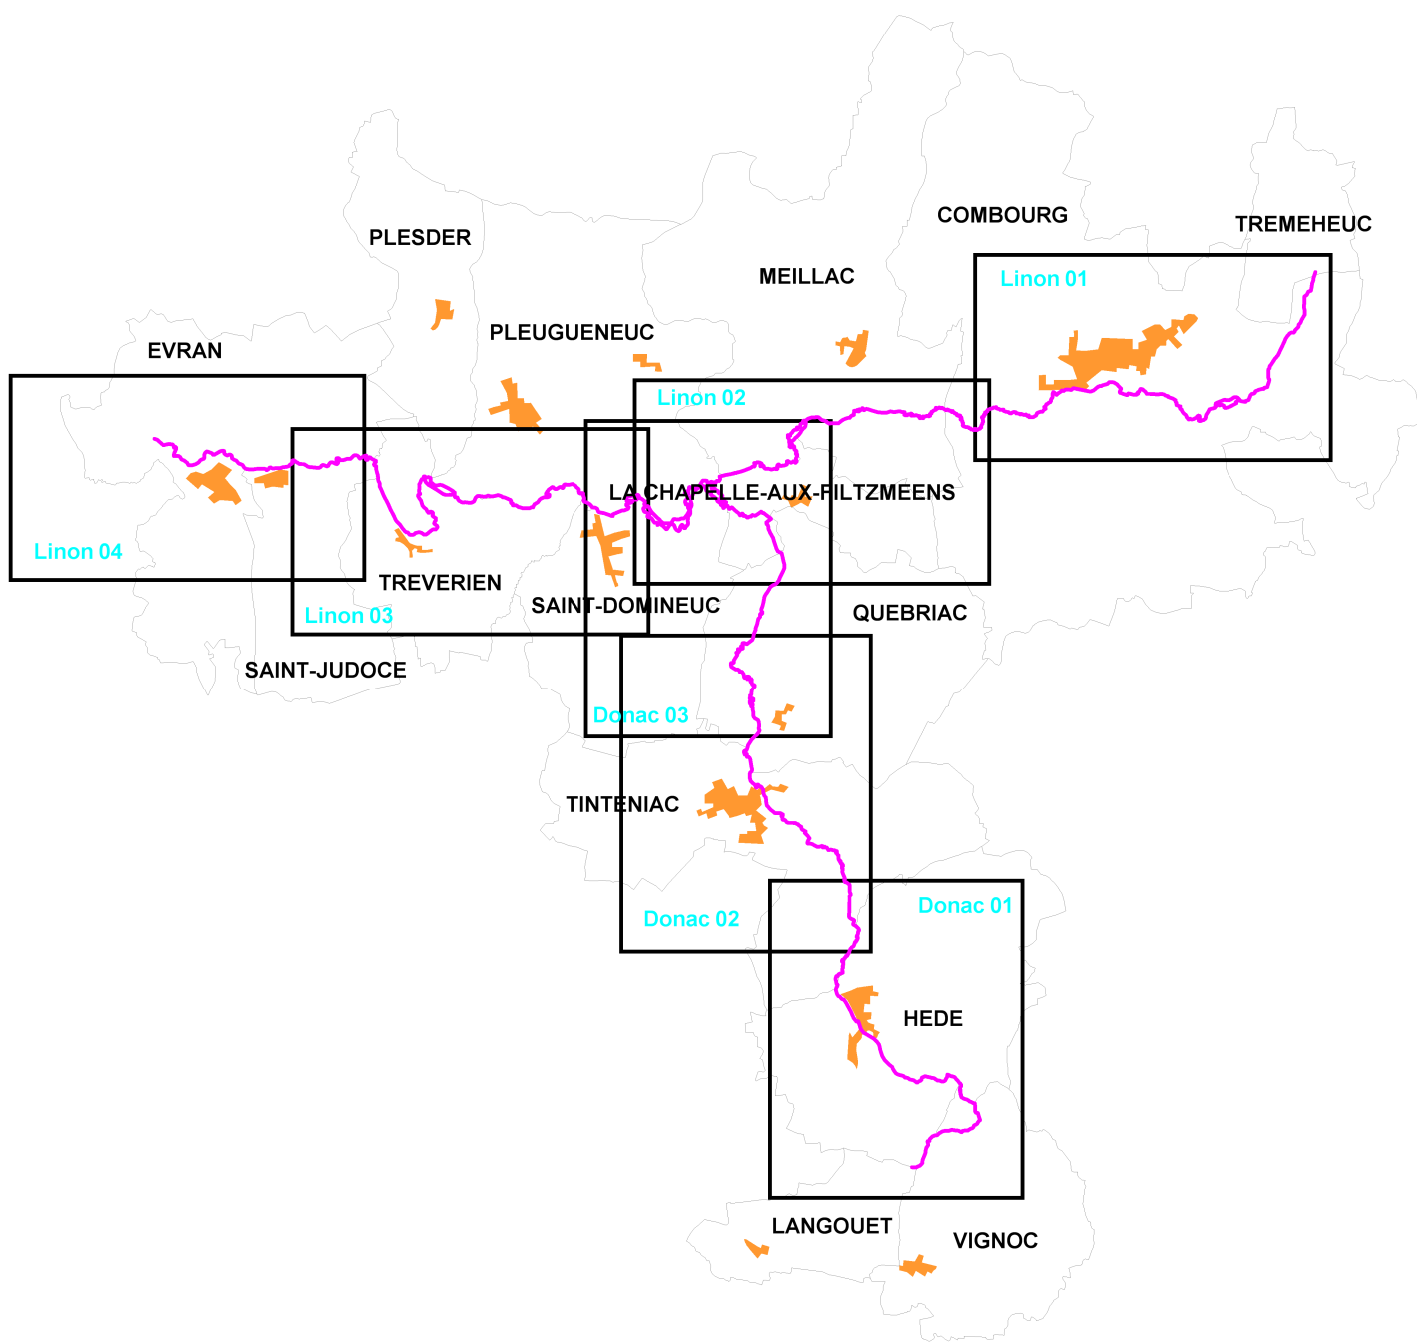 COMBOURG
TREMEHEUC
PLESDER
MEILLAC
Linon 01
PLEUGUENEUC
EVRAN
Linon 02
LA CHAPELLE-AUX-FILTZMEENS
Linon 04
TREVERIEN
SAINT-DOMINEUC
Linon 03
QUEBRIAC
SAINT-JUDOCE
Donac 03
TINTENIAC
Donac 01
Donac 02
HEDE
LANGOUET
VIGNOC